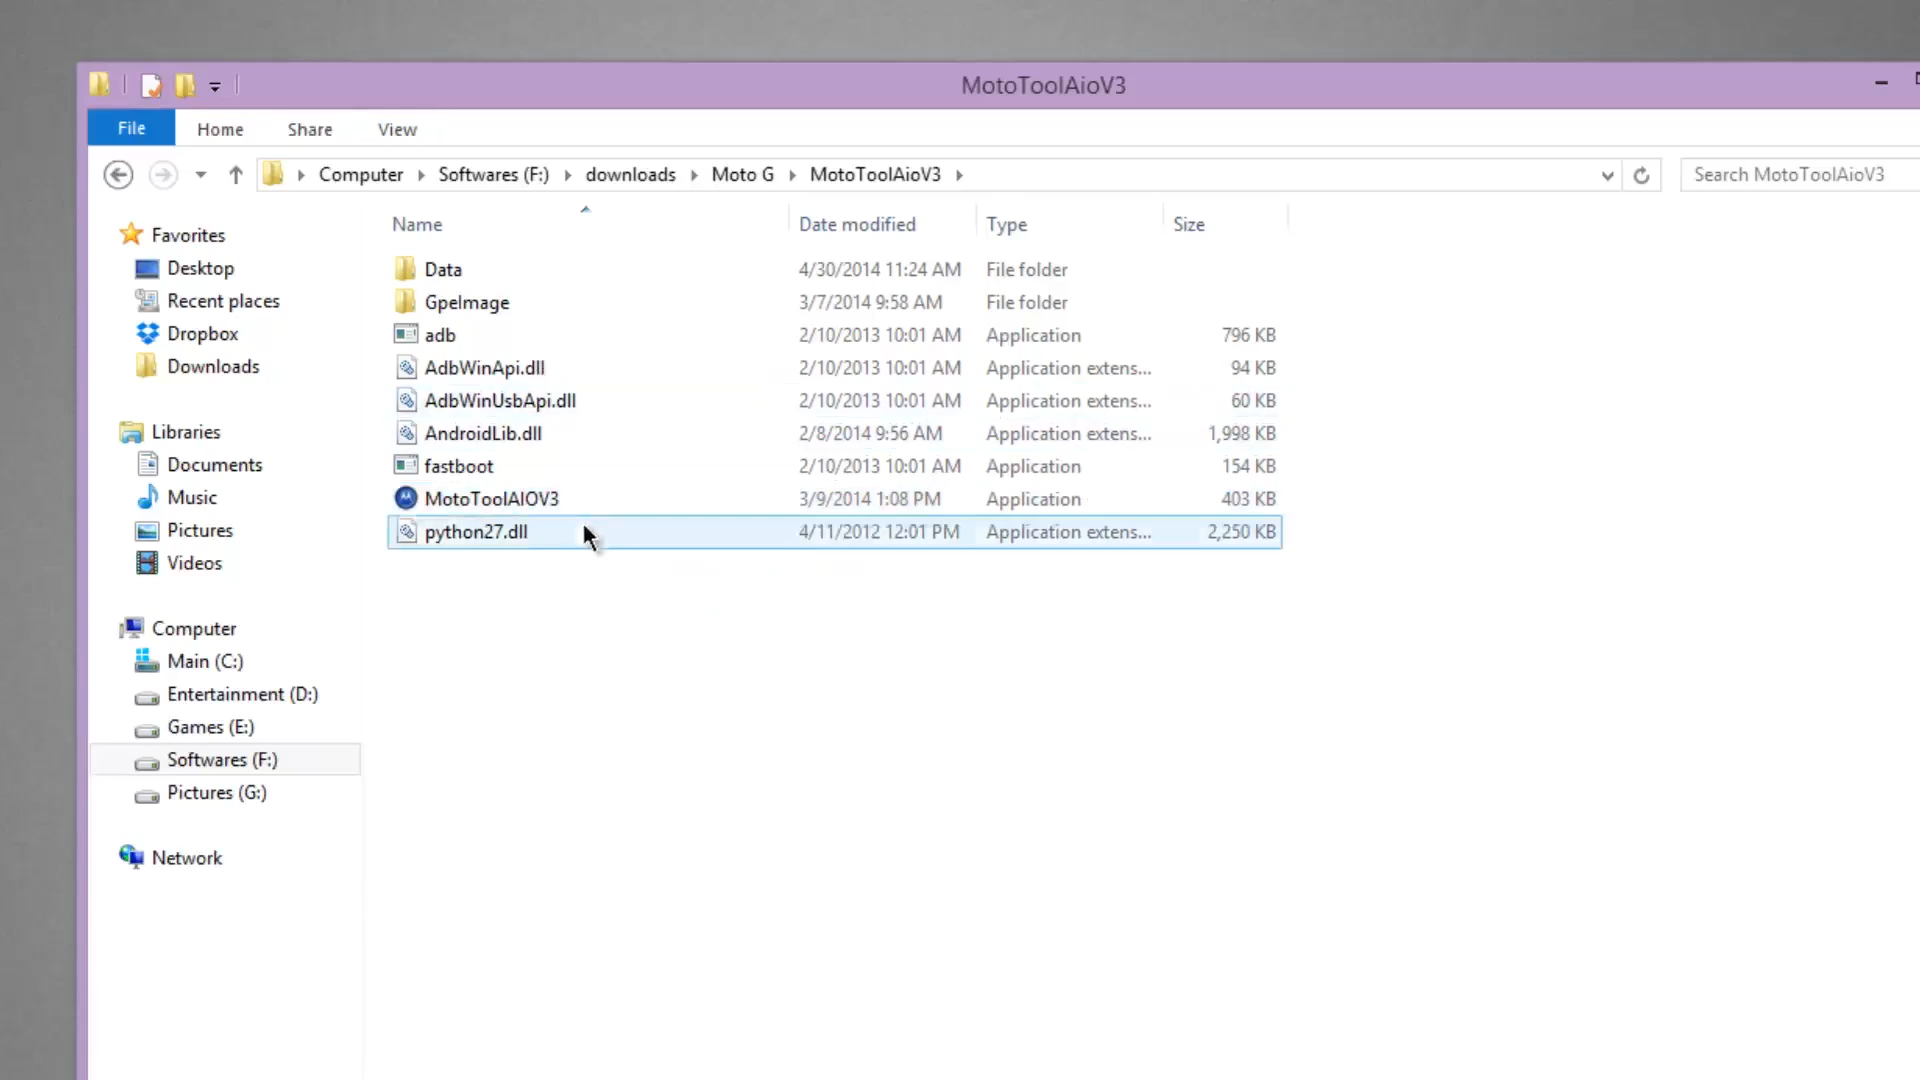 MotoToolAioV3
File Home Share View
Computer Softwares (F:) downloads Moto G MotoToolAioV3 Search MotoToolAioV3
Name Date modified Type Size
Favorites
Desktop
Recent places
Dropbox
Downloads
Libraries
Documents
Music
Pictures
Videos
Computer
Main (C:)
Entertainment (D:)
Games (E:)
Softwares (F:)
Pictures (G:)
Network
Data 4/30/2014 11:24 AM File folder
GpeImage 3/7/2014 9:58 AM File folder
adb 2/10/2013 10:01 AM Application 796 KB
AdbWinApi.dll 2/10/2013 10:01 AM Application extens... 94 KB
AdbWinUsbApi.dll 2/10/2013 10:01 AM Application extens... 60 KB
AndroidLib.dll 2/8/2014 9:56 AM Application extens... 1,998 KB
fastboot 2/10/2013 10:01 AM Application 154 KB
MotoToolAIOV3 3/9/2014 1:08 PM Application 403 KB
python27.dll 4/11/2012 12:01 PM Application extens... 2,250 KB